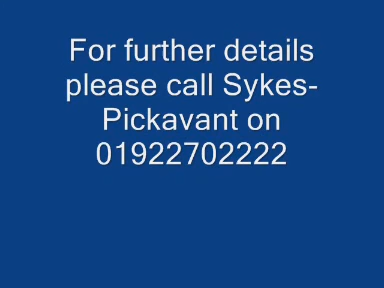 For further details
please call Sykes-
Pickavant on
01922702222